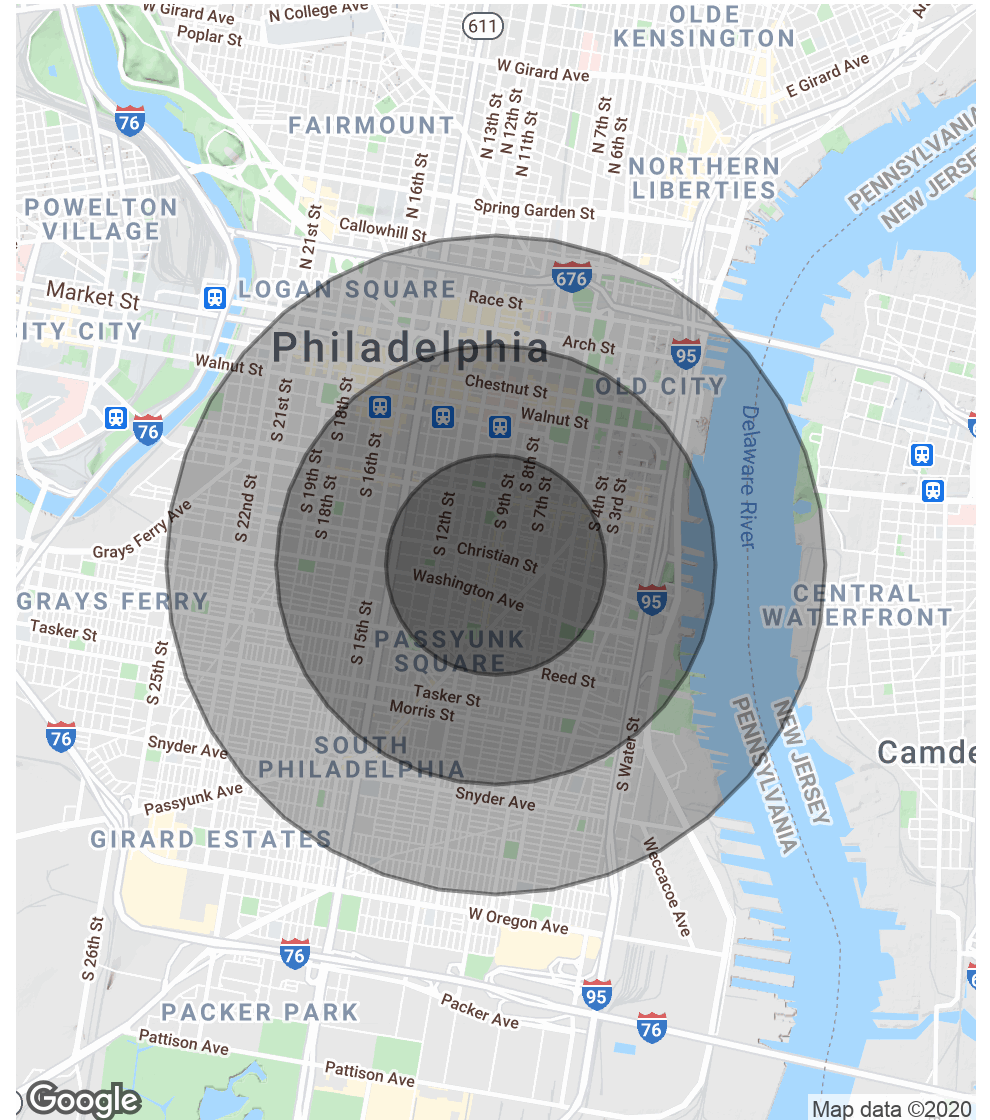 W Girard Ave
N College Ave
Poplar St
611
OLDE
KENSINGTON
W Girard Ave
E Girard Ave
76
FAIRMOUNT
N 13th St
N 12th St
N 11th St
N 7th St
N 6th St
NORTHERN
LIBERTIES
PENNSYLVANIA
NEW JERSEY
POWELTON
VILLAGE
N 16th St
N 21st St
Spring Garden St
Callowhill St
676
Market St
LOGAN SQUARE
Race St
ITY CITY
Philadelphia
Arch St
95
Walnut St
Chestnut St
OLD CITY
Walnut St
S 21st St
S 18th St
76
Delaware River
S 16th St
S 8th St
S 19th St
S 18th St
S 22nd St
S 9th St
S 7th St
S 4th St
S 3rd St
S 12th St
Grays Ferry Ave
Christian St
Washington Ave
95
GRAYS FERRY
CENTRAL
WATERFRONT
Tasker St
S 15th St
PASSYUNK
SQUARE
S 25th St
Reed St
Tasker St
Morris St
76
Snyder Ave
SOUTH
PHILADELPHIA
S Water St
PENNSYLVANIA
NEW JERSEY
Camde
Passyunk Ave
Snyder Ave
GIRARD ESTATES
Weccacoe Ave
W Oregon Ave
S 26th St
76
95
PACKER PARK
Packer Ave
76
Pattison Ave
Pattison Ave
Google
Map data ©2020